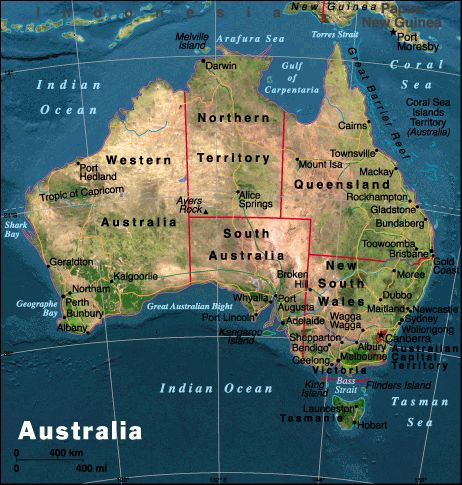 Indonesia
New Guinea
Papua
New Guinea
Arafura Sea
Torres Strait
Port
Moresby
Melville
Island
Darwin
Gulf
of
Carpentaria
Coral
Sea
Indian
Ocean
Great Barrier Reef
Coral Sea
Islands
Territory
(Australia)
Northern
Territory
Cairns
Western
Australia
Port
Hedland
Townsville
Mount Isa
Mackay
Tropic of Capricorn
Queensland
Rockhampton
Ayers
Rock
Alice
Springs
Gladstone
Bundaberg
Shark
Bay
South
Australia
Toowoomba
Brisbane
Gold
Coast
Geraldton
Kalgoorlie
Broken
Hill
New
South
Wales
Moree
Northam
Geographe
Bay
Perth
Bunbury
Albany
Great Australian Bight
Whyalla
Port
Augusta
Port Lincoln
Adelaide
Kangaroo
Island
Dubbo
Maitland
Newcastle
Wagga
Wagga
Sydney
Wollongong
Shepparton
Bendigo
Albury
Canberra
Australian
Capital
Territory
Geelong
Melbourne
Victoria
Indian Ocean
King
Island
Bass
Strait
Flinders Island
Tasman
Sea
Launceston
Tasmania
Hobart
Australia
0 400 km
0 400 mi